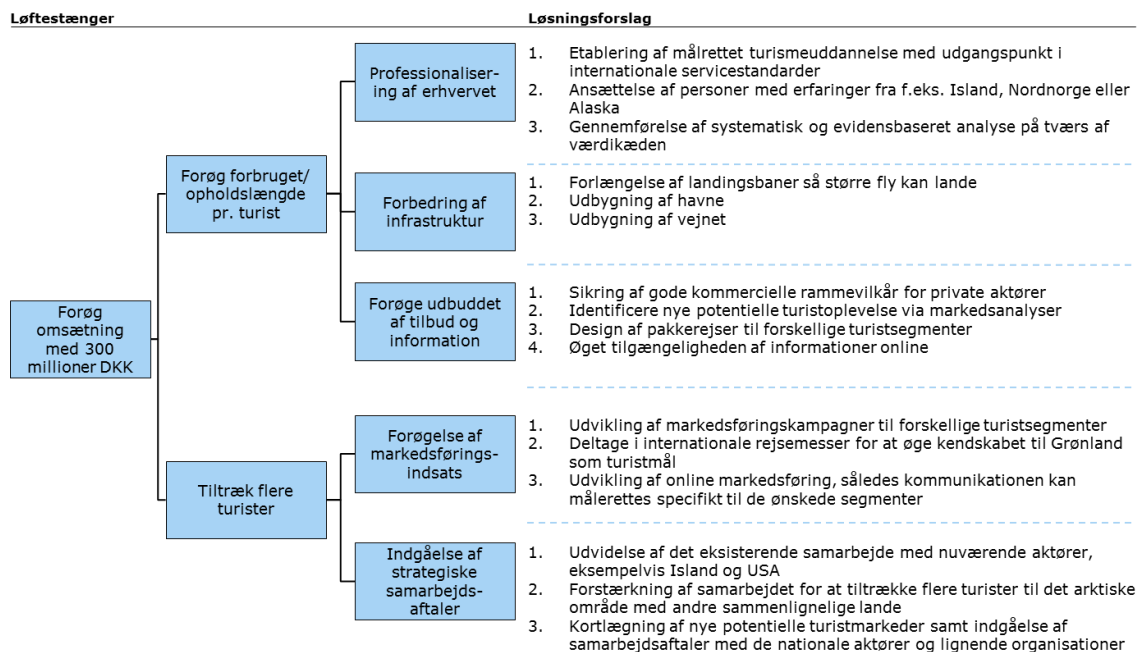 Løftestænger
Løsningsforslag
Forøg
omsætning
med 300
millioner DKK
Forøg forbruget/
opholdslængde
pr. turist
Professionaliser-
ing af erhvervet
1. Etablering af målrettet turismeuddannelse med udgangspunkt i
internationale servicestandarder
2. Ansættelse af personer med erfaringer fra f.eks. Island, Nordnorge eller
Alaska
3. Gennemførelse af systematisk og evidensbaseret analyse på tværs af
værdikæden
Forbedring af
infrastruktur
1. Forlængelse af landingsbaner så større fly kan lande
2. Udbygning af havne
3. Udbygning af vejnet
Forøge udbuddet
af tilbud og
information
1. Sikring af gode kommercielle rammevilkår for private aktører
2. Identificere nye potentielle turistoplevelse via markedsanalyser
3. Design af pakkerejser til forskellige turistsegmenter
4. Øget tilgængeligheden af informationer online
Tiltræk flere
turister
Forøgelse af
markedsførings-
indsats
1. Udvikling af markedsføringskampagner til forskellige turistsegmenter
2. Deltage i internationale rejsemesser for at øge kendskabet til Grønland
som turistmål
3. Udvikling af online markedsføring, således kommunikationen kan
målerettes specifikt til de ønskede segmenter
Indgåelse af
strategiske
samarbejds-
aftaler
1. Udvidelse af det eksisterende samarbejde med nuværende aktører,
eksempelvis Island og USA
2. Forstærkning af samarbejdet for at tiltrække flere turister til det arktiske
område med andre sammenlignelige lande
3. Kortlægning af nye potentielle turistmarkeder samt indgåelse af
samarbejdsaftaler med de nationale aktører og lignende organisationer